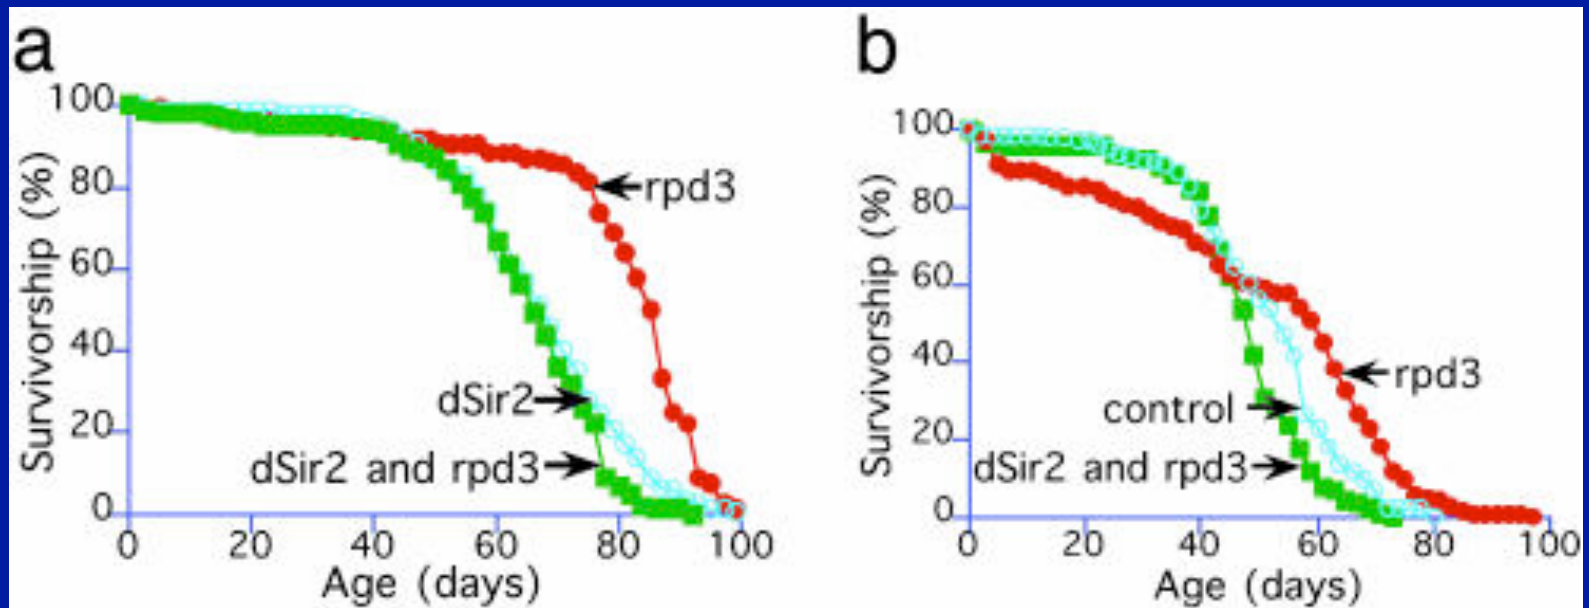 a
100
80
60
40
20
0
Survivorship (%)
rpd3
dSir2
dSir2 and rpd3
0 20 40 60 80 100
Age (days)
b
100
80
60
40
20
0
Survivorship (%)
rpd3
control
dSir2 and rpd3
0 20 40 60 80 100
Age (days)